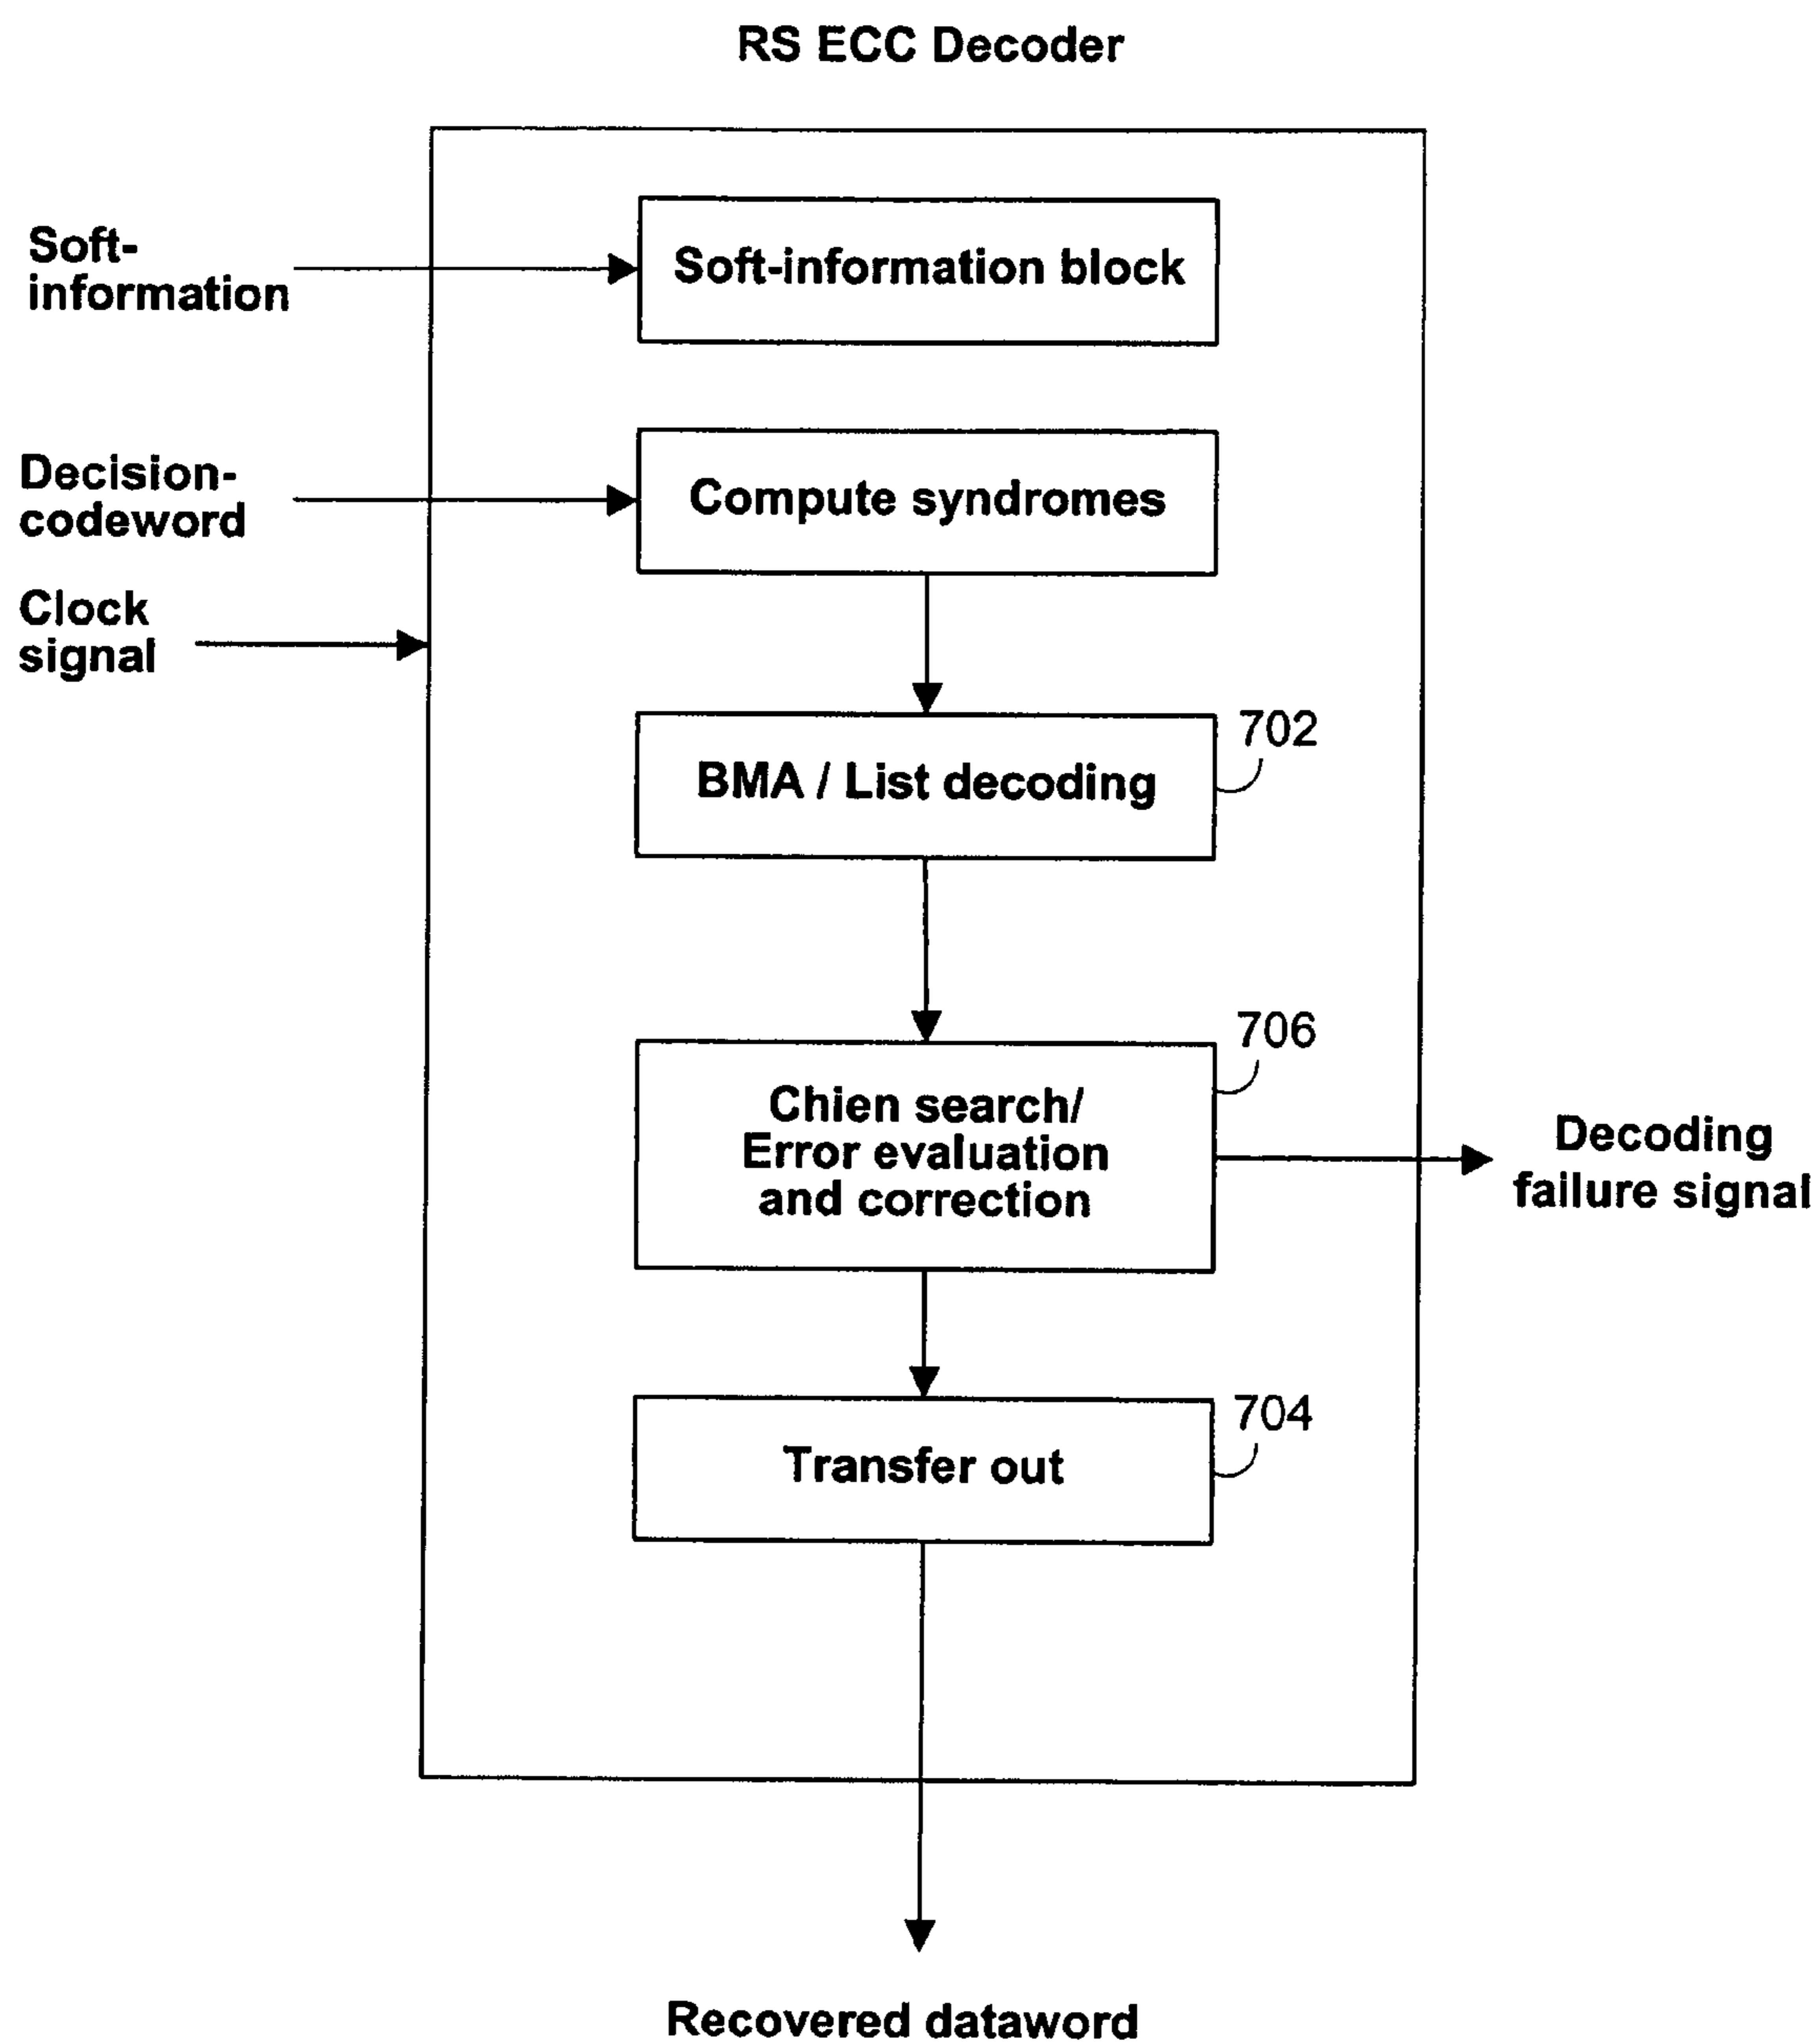 RS ECC Decoder
Soft-
information
Soft-information block
Decision-
codeword
Compute syndromes
Clock
signal
702
BMA / List decoding
706
Chien search/
Error evaluation
and correction
Decoding
failure signal
704
Transfer out
Recovered dataword